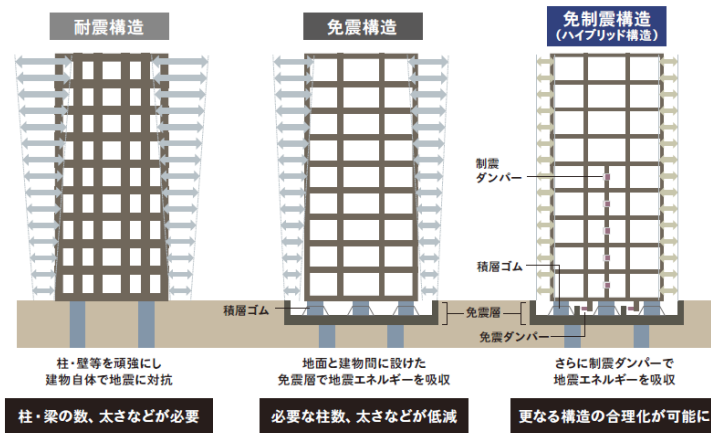 耐震構造
免震構造
免制震構造
（ハイブリッド構造）
制震
ダンパー
積層ゴム
積層ゴム
免震層
免震ダンパー
柱・壁等を頑強にし
建物自体で地震に対抗
地面と建物間に設けた
免震層で地震エネルギーを吸収
さらに制震ダンパーで
地震エネルギーを吸収
柱・梁の数、太さなどが必要
必要な柱数、太さなどが低減
更なる構造の合理化が可能に